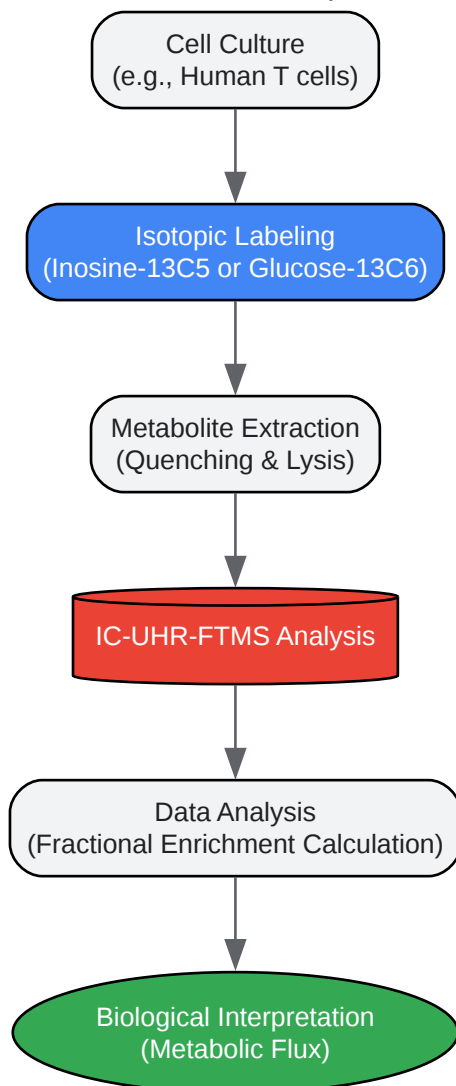 Cell Culture
(e.g., Human T cells)
Isotopic Labeling
(Inosine-13C5 or Glucose-13C6)
Metabolite Extraction
(Quenching & Lysis)
IC-UHR-FTMS Analysis
Data Analysis
(Fractional Enrichment Calculation)
Biological Interpretation
(Metabolic Flux)